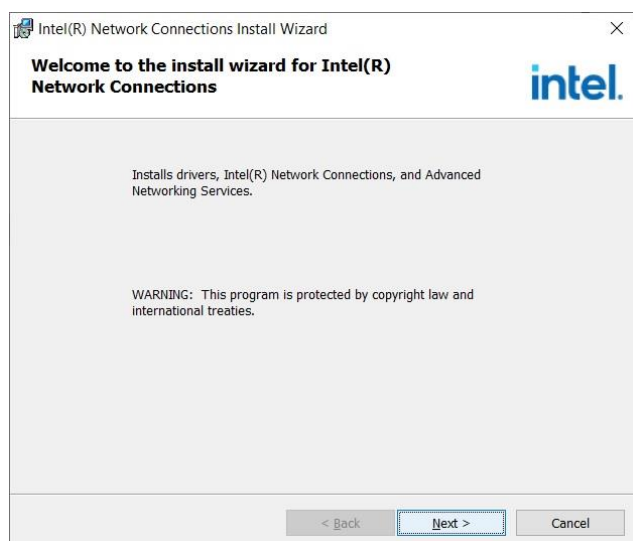 Intel(R) Network Connections Install Wizard
Welcome to the install wizard for Intel(R)
Network Connections
intel.
Installs drivers, Intel(R) Network Connections, and Advanced
Networking Services.
WARNING: This program is protected by copyright law and
international treaties.
< Back
Next >
Cancel